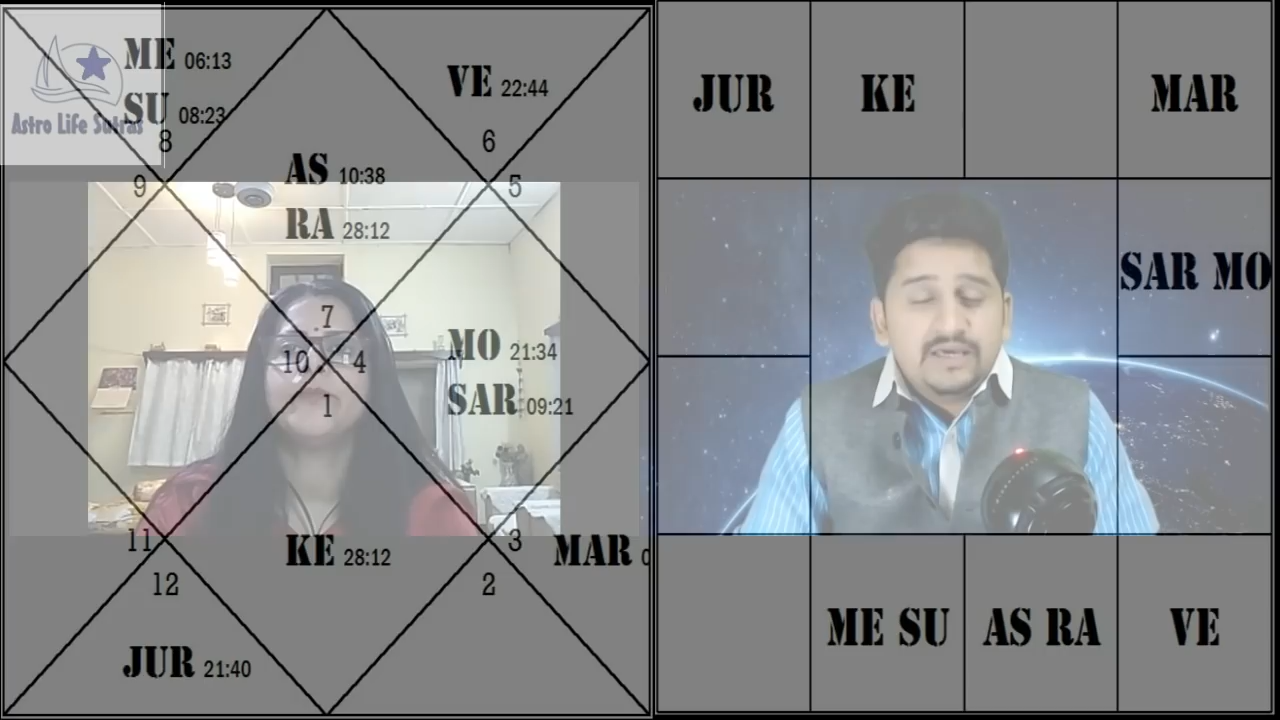 ME 06:13
SU 08:23
Astro Life Sutras
8
VE 22:44
6
9
AS 10:38
5
RA 28:12
7
10
4
MO 21:34
SAR 09:21
1
11
KE 28:12
3
MAR 0
12
2
JUR 21:40
JUR
KE
MAR
SAR MO
ME SU
AS RA
VE